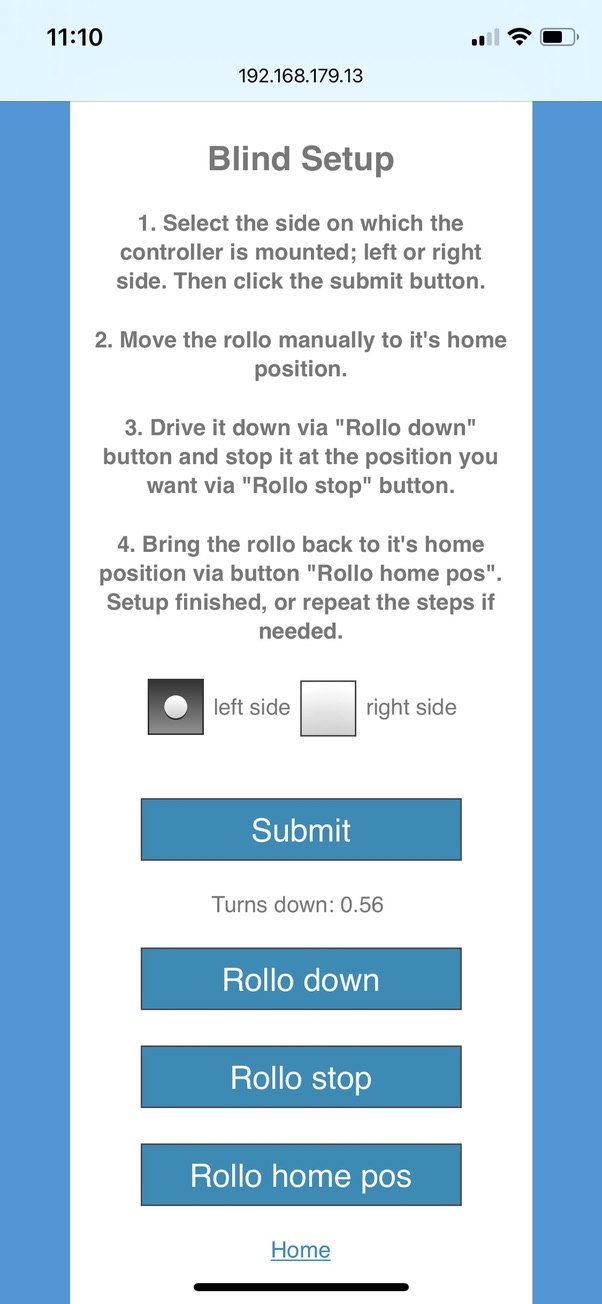 11:10
192.168.179.13
Blind Setup
1. Select the side on which the
controller is mounted; left or right
side. Then click the submit button.
2. Move the rollo manually to it's home
position.
3. Drive it down via "Rollo down"
button and stop it at the position you
want via "Rollo stop" button.
4. Bring the rollo back to it's home
position via button "Rollo home pos".
Setup finished, or repeat the steps if
needed.
left side right side
Submit
Turns down: 0.56
Rollo down
Rollo stop
Rollo home pos
Home